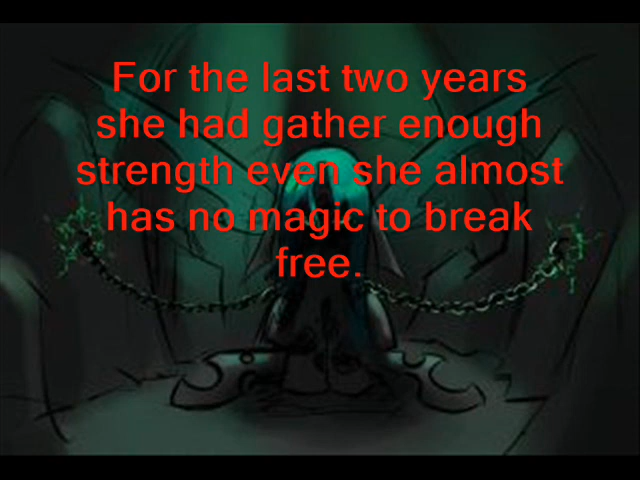 For the last two years
she had gather enough
strength even she almost
has no magic to break
free.